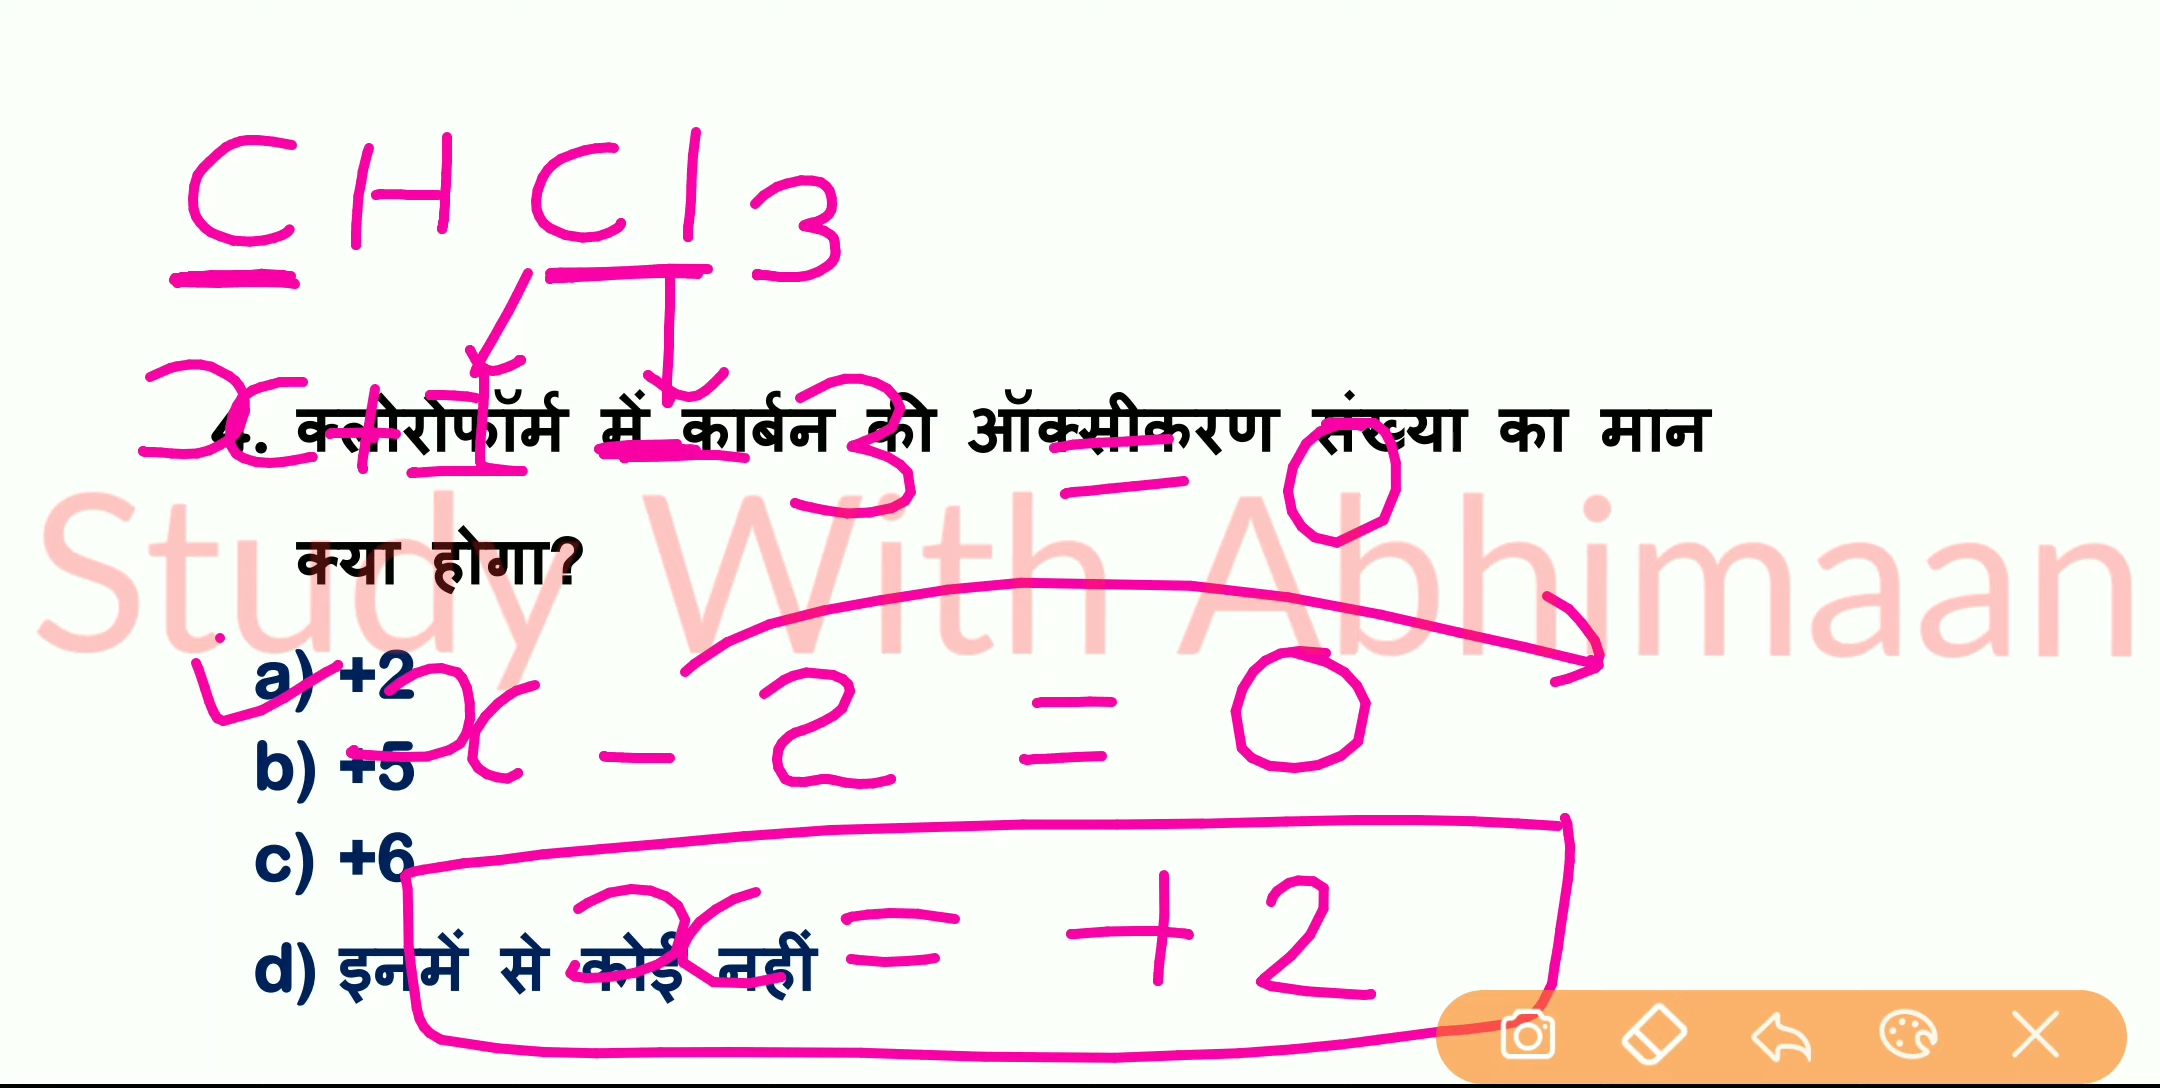 CHCl3
x+1-3=0
4. क्लोरोफॉर्म में कार्बन की ऑक्सीकरण संख्या का मान
क्या होगा?
Study With Abhimaan
a) +2
x-2=0
b) +5
c) +6
x=+2
d) इनमें से कोई नहीं